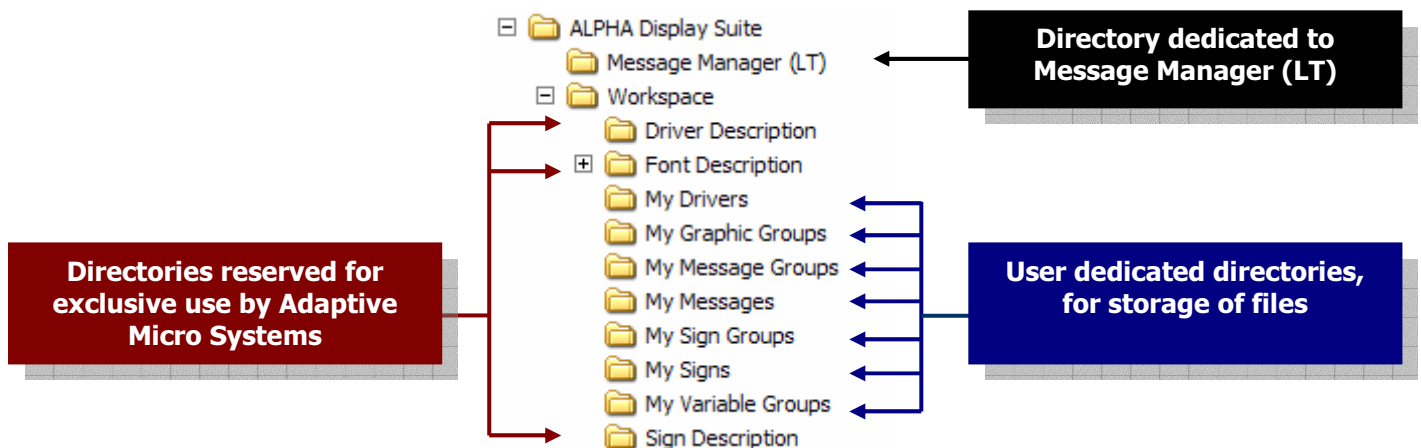 ALPHA Display Suite
Message Manager (LT)
Workspace
Driver Description
Font Description
My Drivers
My Graphic Groups
My Message Groups
My Messages
My Sign Groups
My Signs
My Variable Groups
Sign Description
Directory dedicated to
Message Manager (LT)
Directories reserved for
exclusive use by Adaptive
Micro Systems
User dedicated directories,
for storage of files